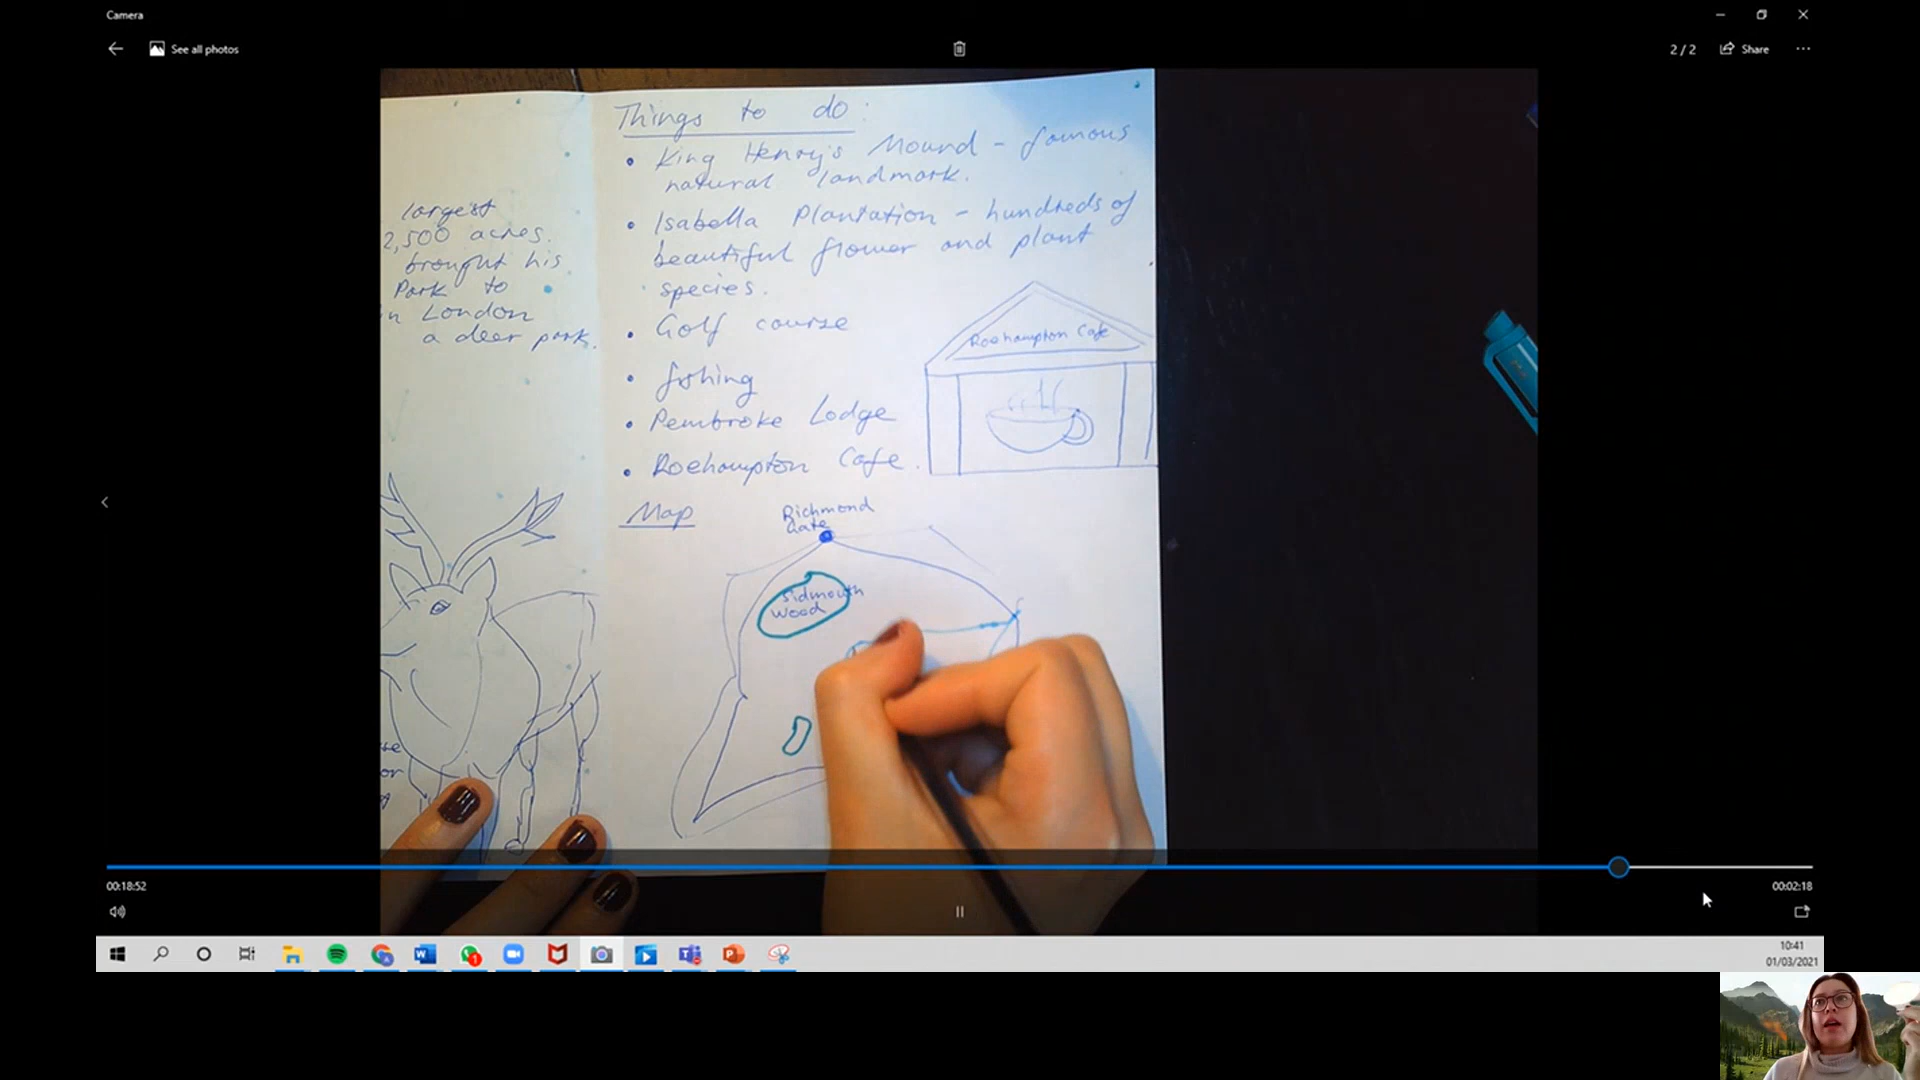 Camera
See all photos
2 / 2
Share
largest
2,500 acres.
brought his
Park to
in London
a deer park.
Things to do:
• King Henry's Mound - famous
natural landmark.
• Isabella Plantation - hundreds of
beautiful flower and plant
species.
• Golf course
• fishing
• Pembroke Lodge
• Roehampton Cafe.
Roehampton Cafe
Map
Richmond
Gate
Sidmouth
Wood
or
00:18:52
00:02:18
10:41
01/03/2021